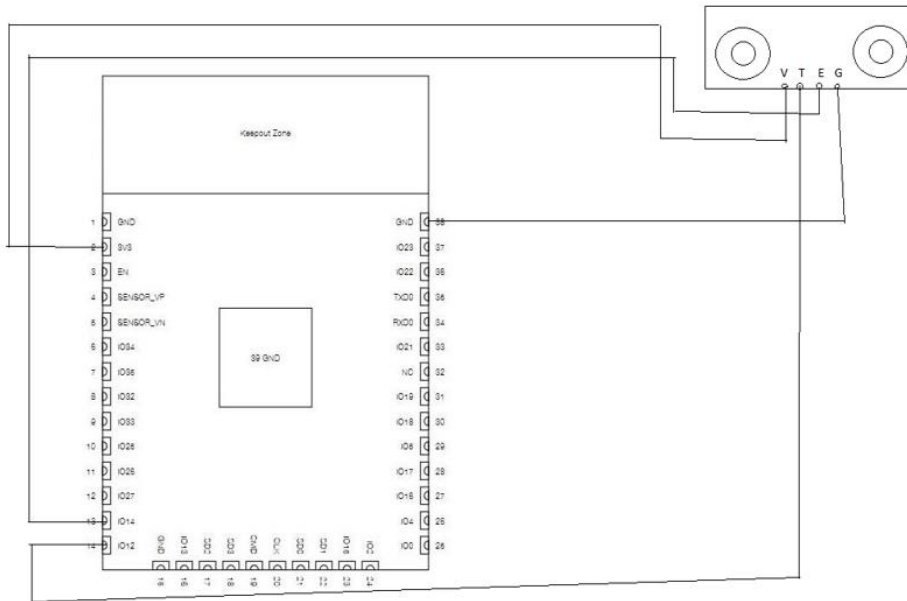 V T E G
Keepout Zone
1 GND
2 3V3
3 EN
4 SENSOR_VP
5 SENSOR_VN
6 IO34
7 IO35
8 IO32
9 IO33
10 IO25
11 IO26
12 IO27
13 IO14
14 IO12
39 GND
GND 38
IO23 37
IO22 36
TXD0 35
RXD0 34
IO21 33
NC 32
IO19 31
IO18 30
IO5 29
IO17 28
IO16 27
IO4 26
IO0 25
GND IO13 SD2 SD3 CMD CLK SD0 SD1 IO15 IO2
15 16 17 18 19 20 21 22 23 24